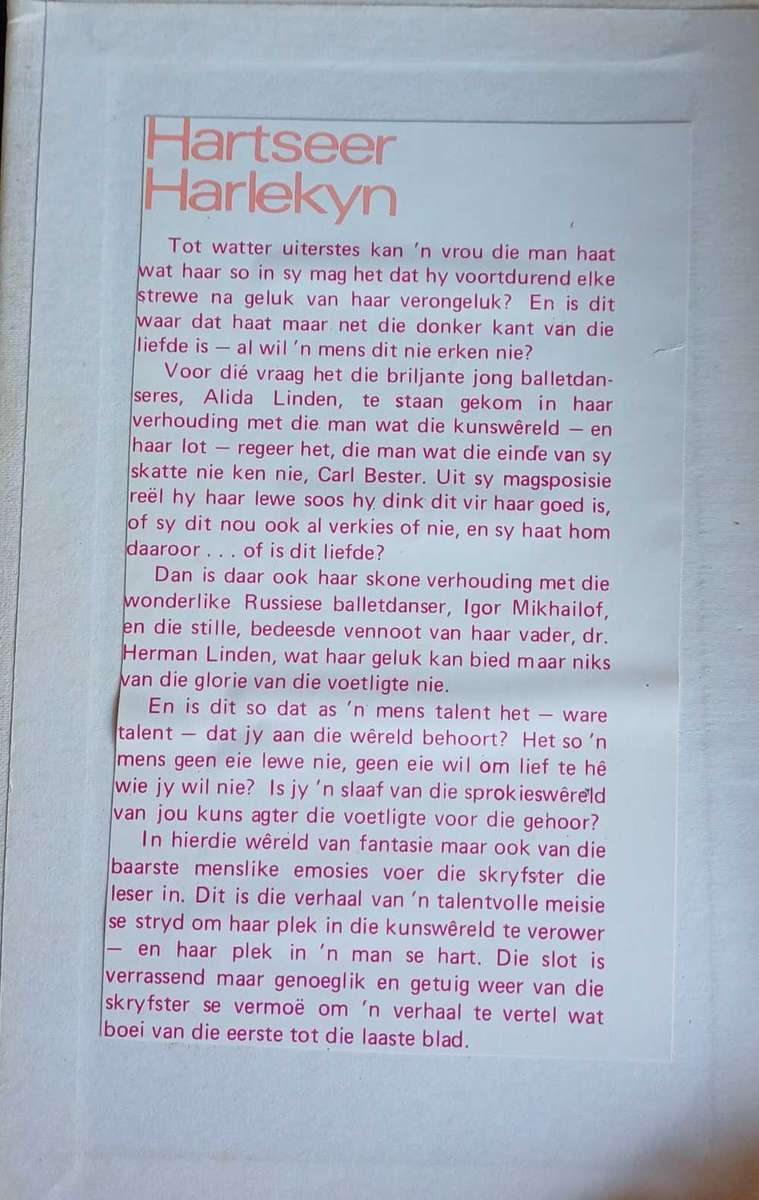 Hartseer
Harlekyn
Tot watter uiterstes kan 'n vrou die man haat
wat haar so in sy mag het dat hy voortdurend elke
strewe na geluk van haar verongeluk? En is dit
waar dat haat maar net die donker kant van die
liefde is — al wil 'n mens dit nie erken nie?
Voor dié vraag het die briljante jong balletdan-
seres, Alida Linden, te staan gekom in haar
verhouding met die man wat die kunswêreld — en
haar lot — regeer het, die man wat die einde van sy
skatte nie ken nie, Carl Bester. Uit sy magsposisie
reël hy haar lewe soos hy dink dit vir haar goed is,
of sy dit nou ook al verkies of nie, en sy haat hom
daaroor . . . of is dit liefde?
Dan is daar ook haar skone verhouding met die
wonderlike Russiese balletdanser, Igor Mikhailof,
en die stille, bedeesde vennoot van haar vader, dr.
Herman Linden, wat haar geluk kan bied maar niks
van die glorie van die voetligte nie.
En is dit so dat as 'n mens talent het — ware
talent — dat jy aan die wêreld behoort? Het so 'n
mens geen eie lewe nie, geen eie wil om lief te hê
wie jy wil nie? Is jy 'n slaaf van die sprokieswêreld
van jou kuns agter die voetligte voor die gehoor?
In hierdie wêreld van fantasie maar ook van die
baarste menslike emosies voer die skryfster die
leser in. Dit is die verhaal van 'n talentvolle meisie
se stryd om haar plek in die kunswêreld te verower
— en haar plek in 'n man se hart. Die slot is
verrassend maar genoeglik en getuig weer van die
skryfster se vermoë om 'n verhaal te vertel wat
boei van die eerste tot die laaste blad.